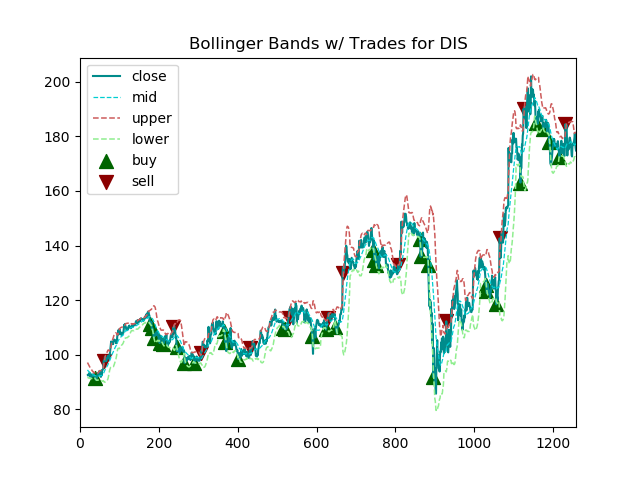 Bollinger Bands w/ Trades for DIS
close
mid
upper
lower
buy
sell
200
180
160
140
120
100
80
0 200 400 600 800 1000 1200